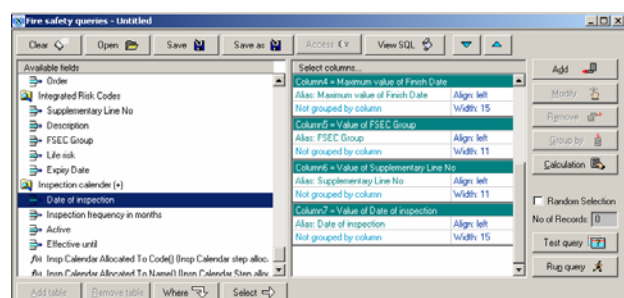 Fire safety queries - Untitled
Clear Open Save Save as Access View SQL
Available fields
Order
Integrated Risk Codes
Supplementary Line No
Description
FSEC Group
Life risk
Expiry Date
Inspection calender (+)
Date of inspection
Inspection frequency in months
Active
Effective until
f(x) Insp Calendar Allocated To Code() (Insp Calendar step alloc-
f(x) Insp Calendar Allocated To Name() (Insp Calendar Step alloc
Select columns...
Column4 = Maximum value of Finish Date
Alias: Maximum value of Finish Date Align: left
Not grouped by column Width: 15
Column5 = Value of FSEC Group
Alias: FSEC Group Align: left
Not grouped by column Width: 11
Column6 = Value of Supplementary Line No
Alias: Supplementary Line No Align: left
Not grouped by column Width: 11
Column7 = Value of Date of inspection
Alias: Date of inspection Align: left
Not grouped by column Width: 15
Add
Modify
Remove
Group by
Calculation
Random Selection
No of Records: 0
Test query
Run query
Add table Remove table Where Select